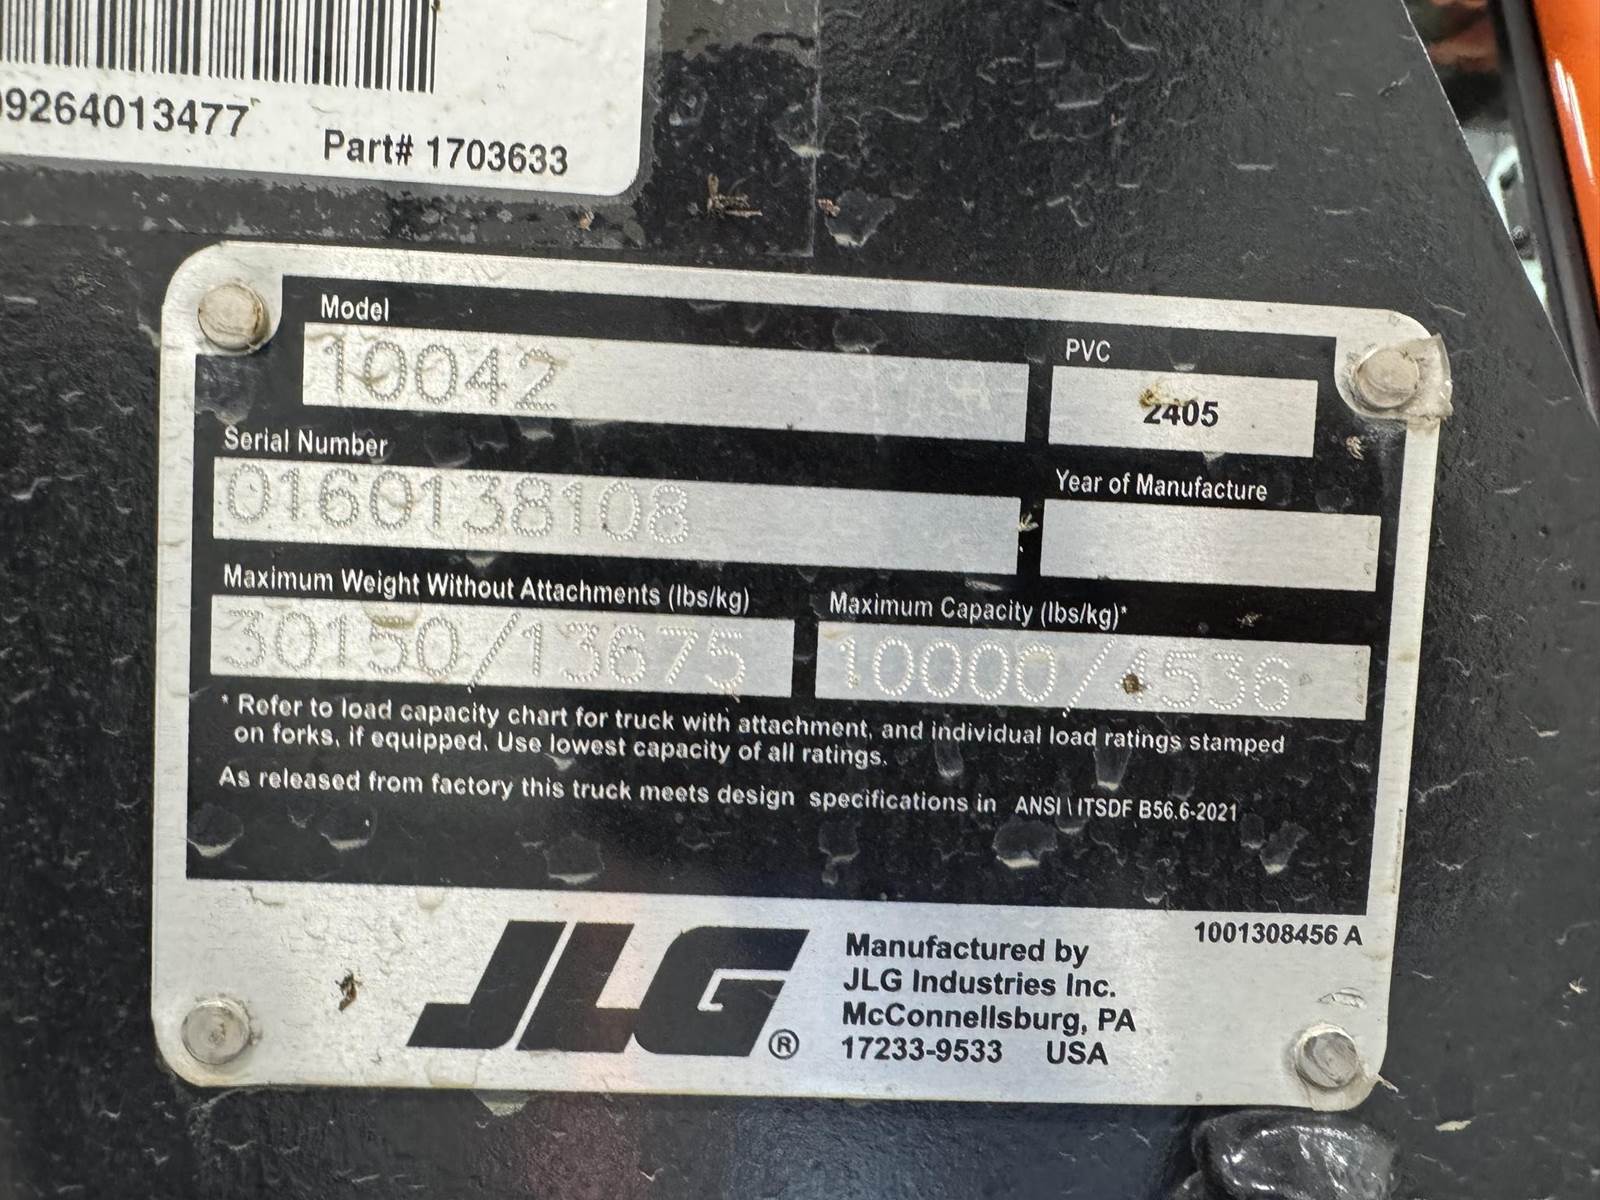 09264013477
Part# 1703633
Model
10042
PVC
2405
Serial Number
0160138108
Year of Manufacture
Maximum Weight Without Attachments (lbs/kg)
30150/13675
Maximum Capacity (lbs/kg)*
10000/4536
* Refer to load capacity chart for truck with attachment, and individual load ratings stamped
on forks, if equipped. Use lowest capacity of all ratings.
As released from factory this truck meets design specifications in ANSI \ ITSDF B56.6-2021
1001308456 A
JLG®
Manufactured by
JLG Industries Inc.
McConnellsburg, PA
17233-9533 USA